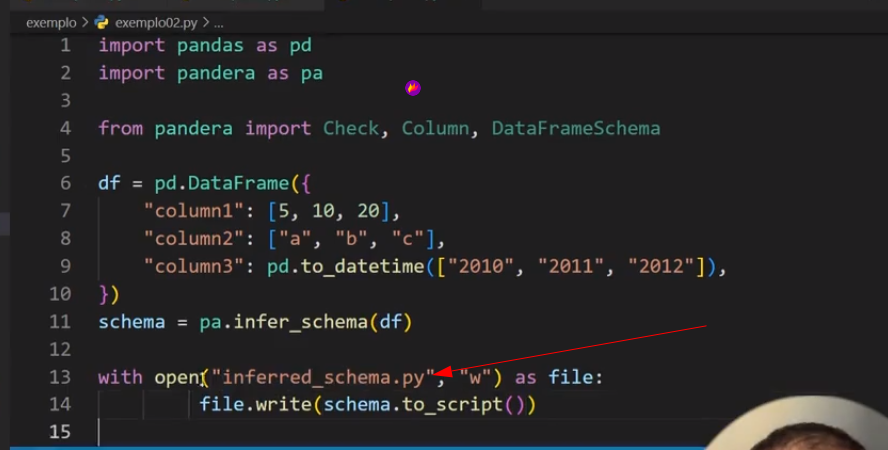 exemplo > exemplo02.py > ...
1 import pandas as pd
2 import pandera as pa
3
4 from pandera import Check, Column, DataFrameSchema
5
6 df = pd.DataFrame({
7     "column1": [5, 10, 20],
8     "column2": ["a", "b", "c"],
9     "column3": pd.to_datetime(["2010", "2011", "2012"]),
10 })
11 schema = pa.infer_schema(df)
12
13 with open("inferred_schema.py", "w") as file:
14         file.write(schema.to_script())
15